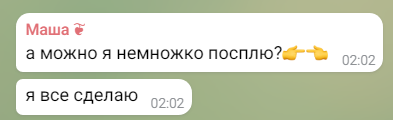 Маша ❦
а можно я немножко посплю?👉👈
02:02
я все сделаю
02:02